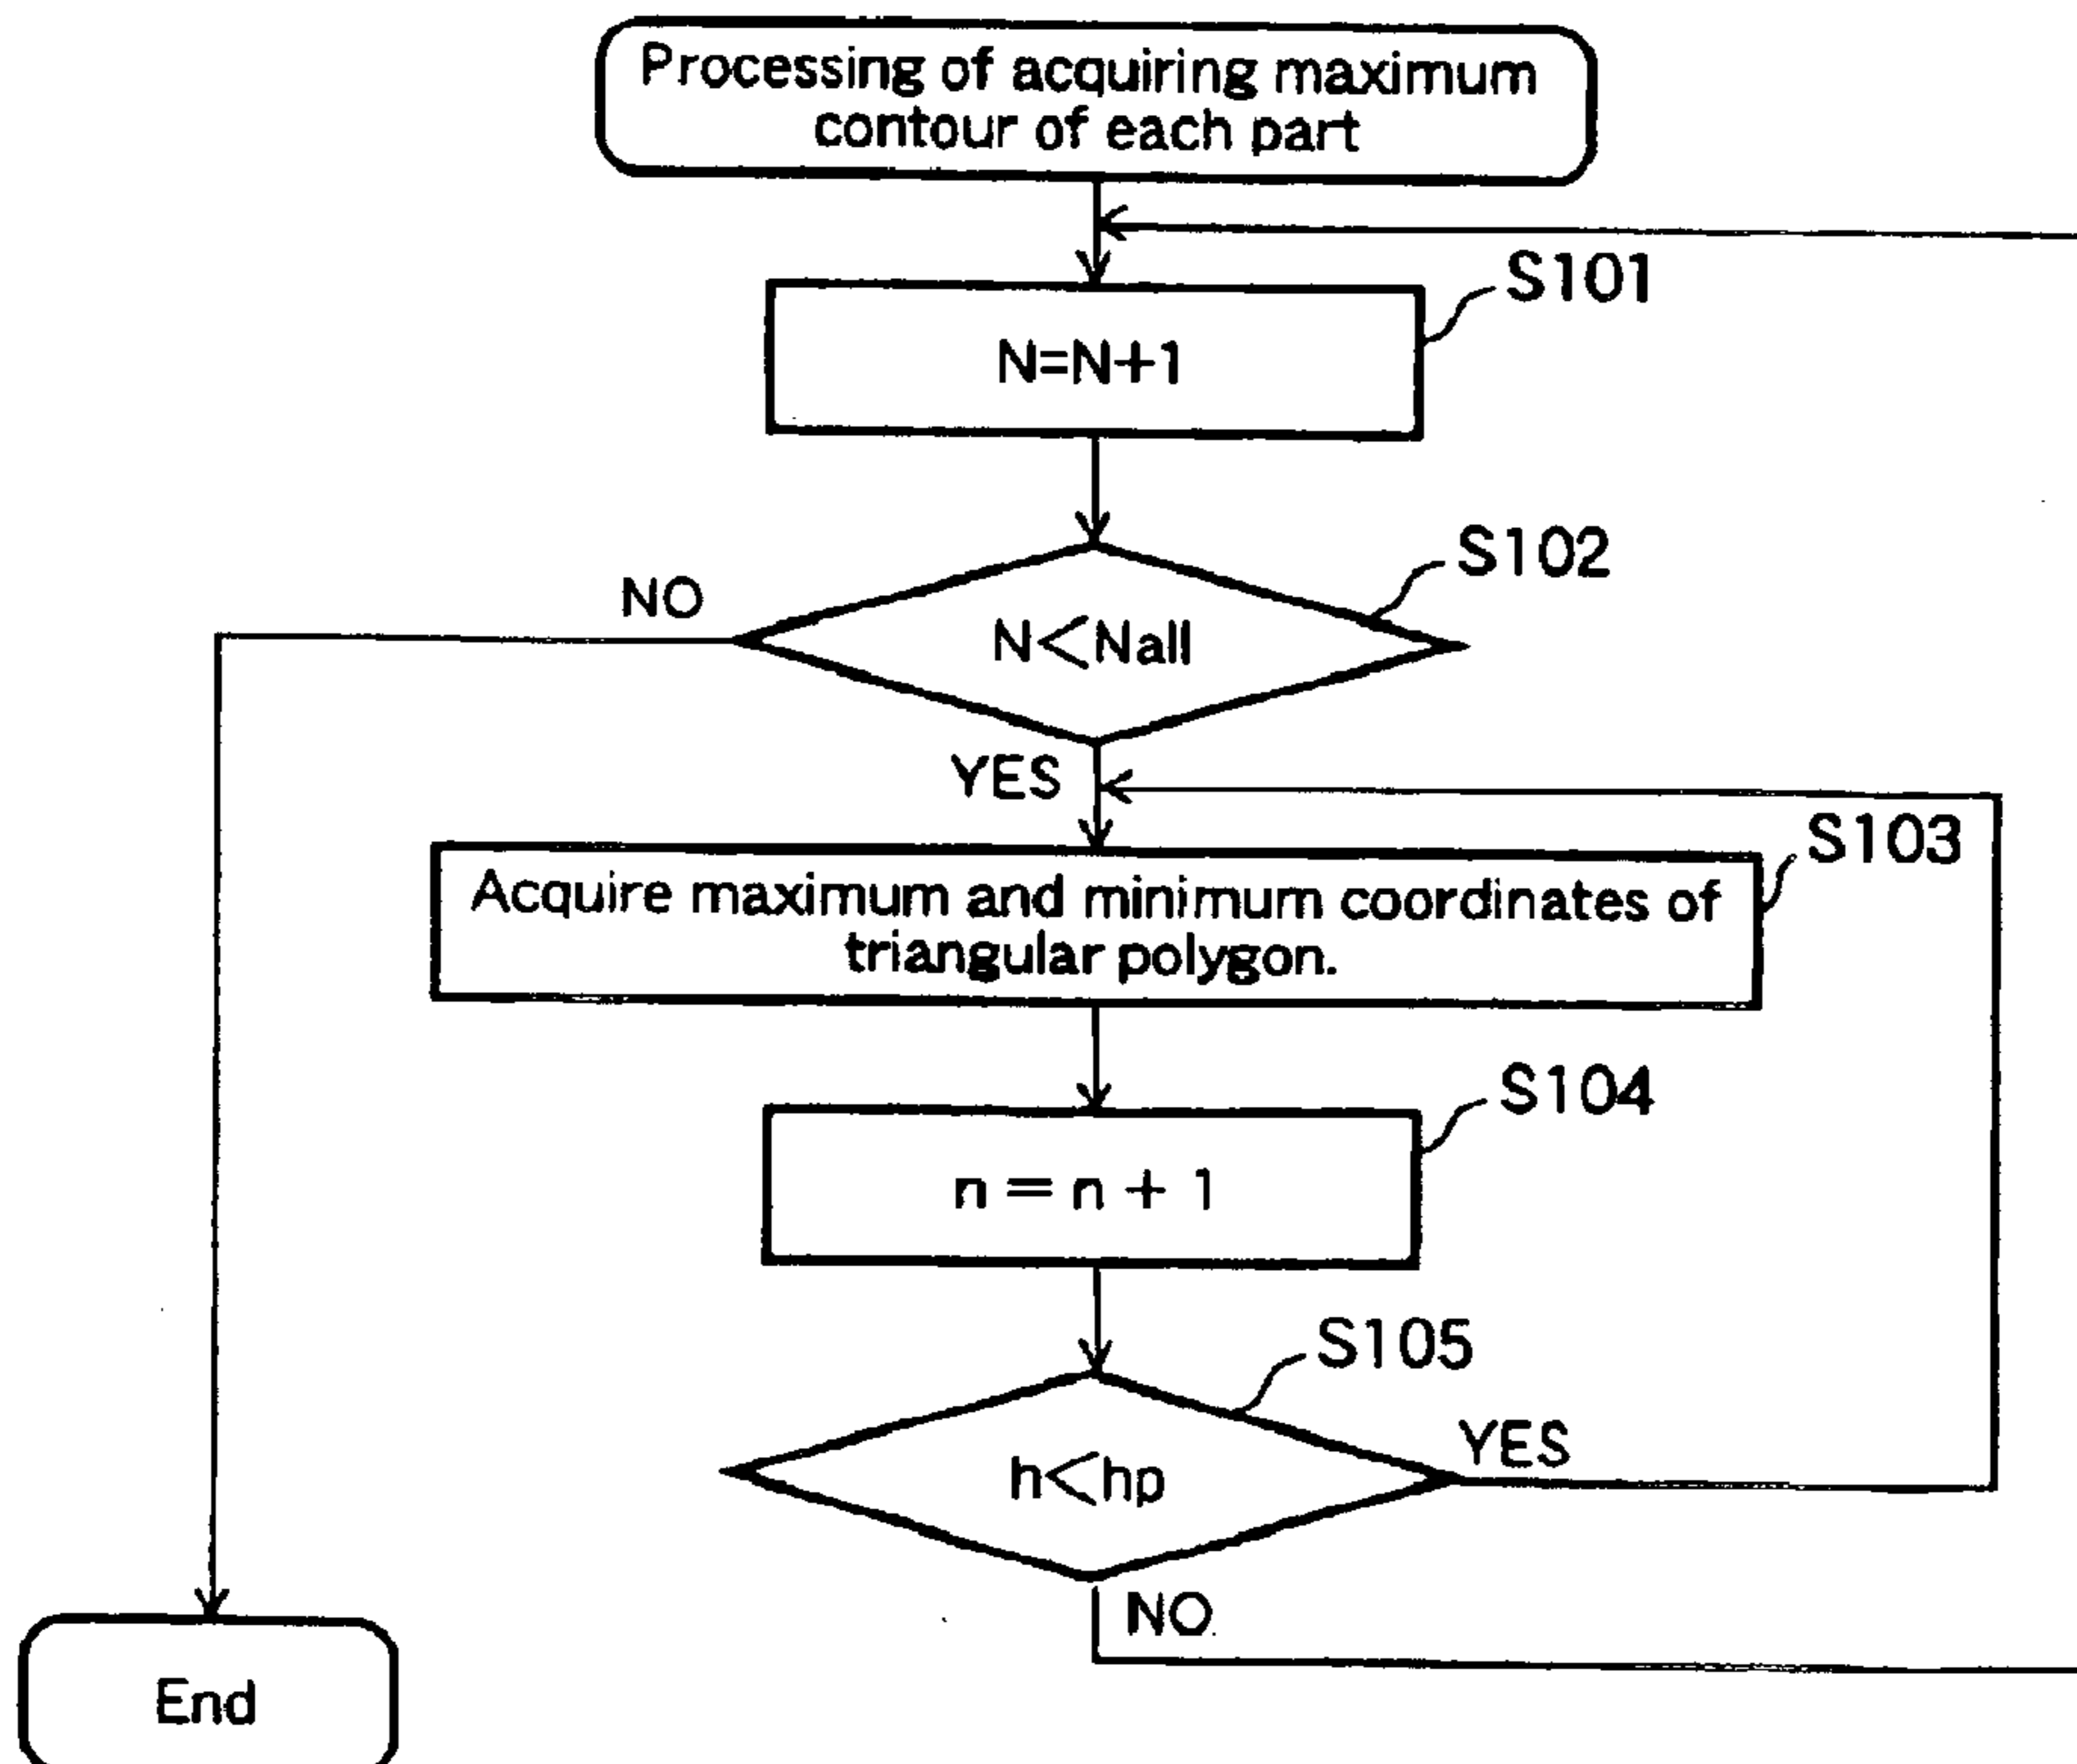 Processing of acquiring maximum
contour of each part
S101
N=N+1
S102
NO
N<Nall
YES
S103
Acquire maximum and minimum coordinates of
triangular polygon.
S104
n = n + 1
S105
YES
h<hp
NO
End